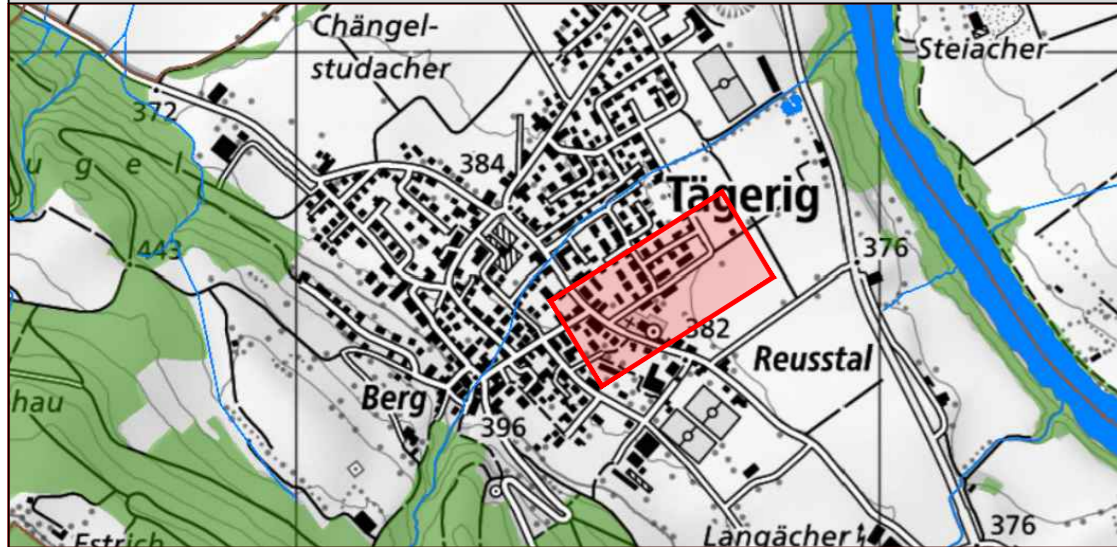 Chängel-
studacher
Steiacher
372
u g e l
384
Tägerig
443
376
382
Reusstal
hau
Berg
396
Estrich
Langächer
376